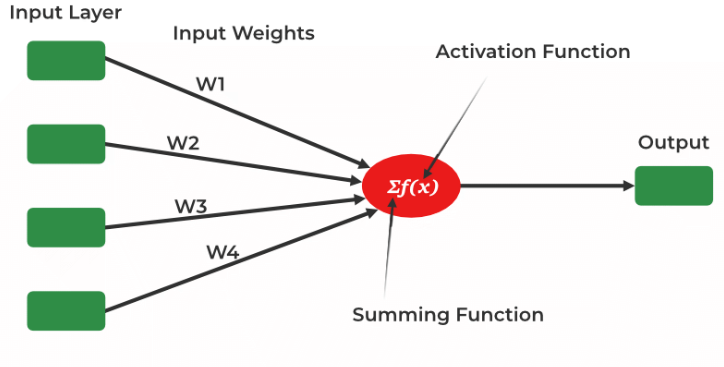 Input Layer
Input Weights
Activation Function
W1
W2
Output
Σf(x)
W3
W4
Summing Function